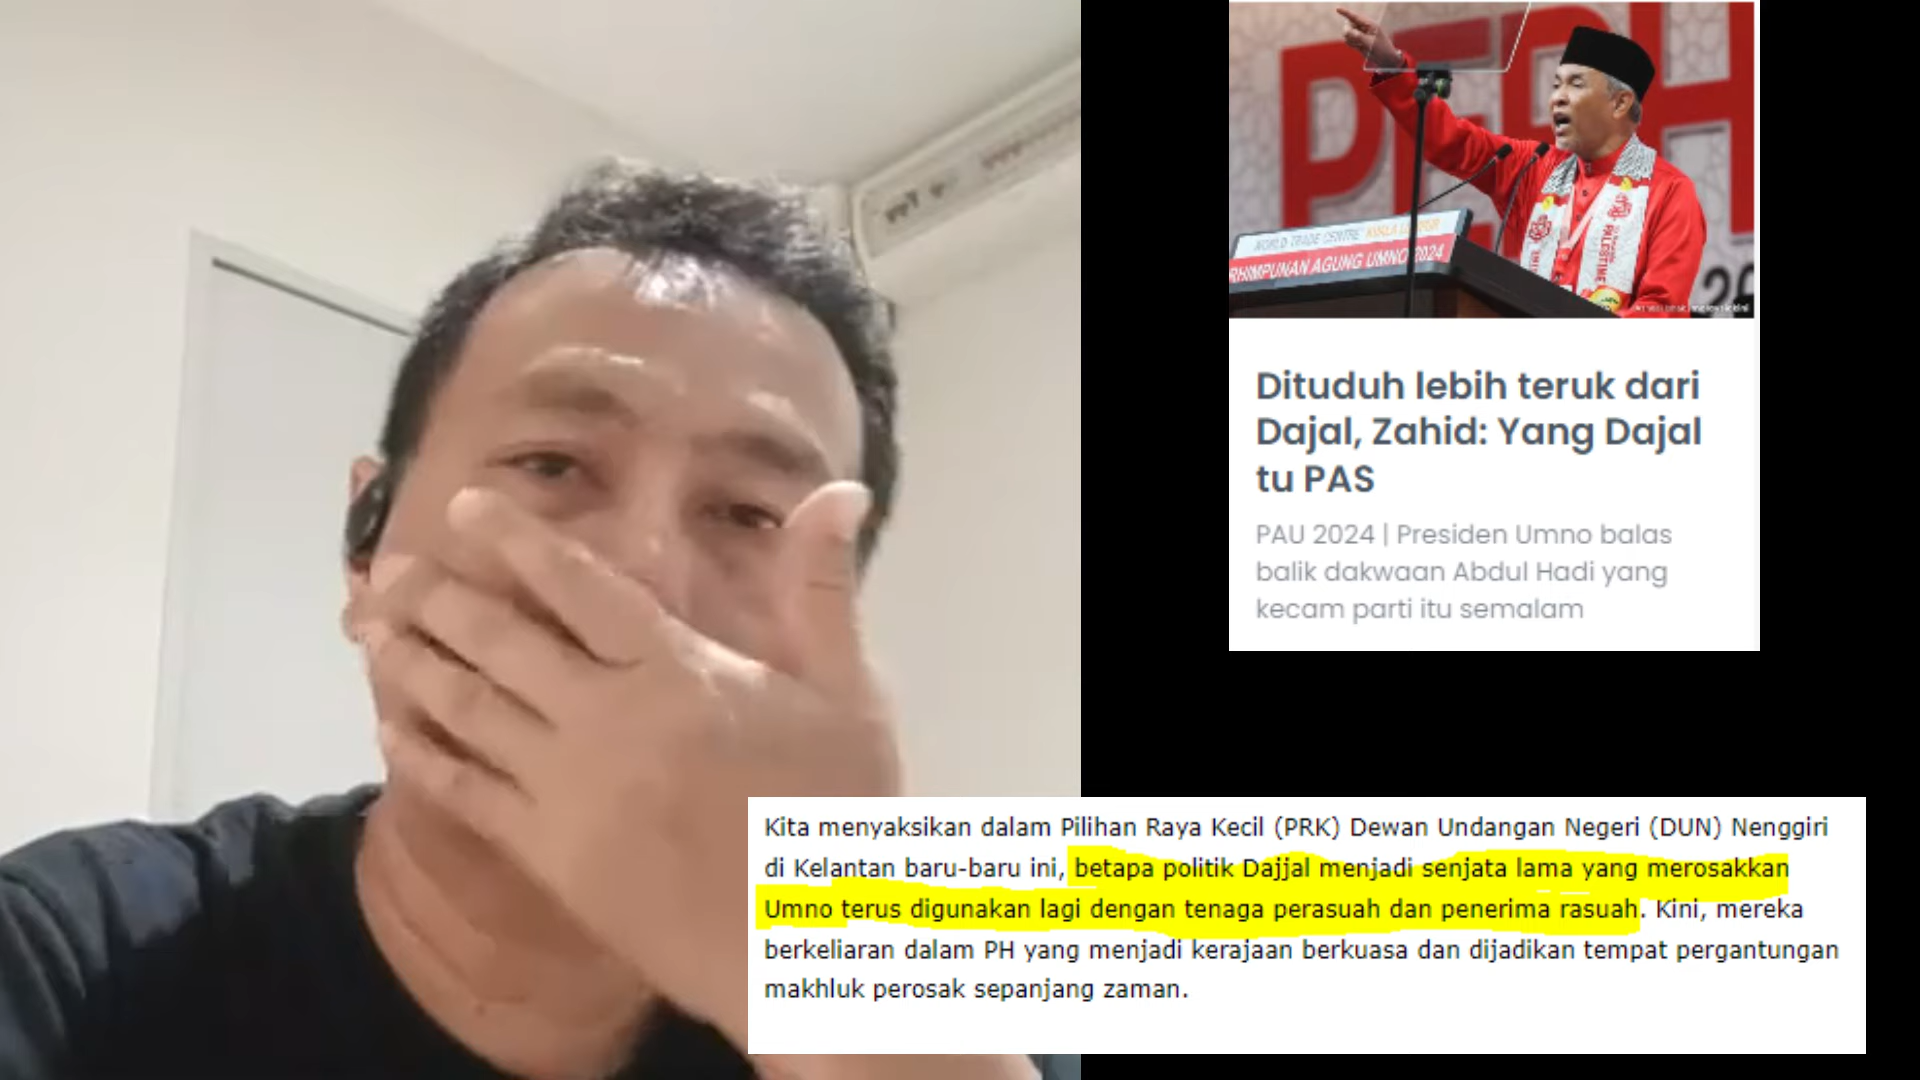 PERH
WORLD TRADE CENTRE KUALA LUMPUR
RHIMPUNAN AGUNG UMNO 2024
PALESTINE
Dituduh lebih teruk dari
Dajal, Zahid: Yang Dajal
tu PAS
PAU 2024 | Presiden Umno balas
balik dakwaan Abdul Hadi yang
kecam parti itu semalam
Kita menyaksikan dalam Pilihan Raya Kecil (PRK) Dewan Undangan Negeri (DUN) Nenggiri
di Kelantan baru-baru ini, betapa politik Dajjal menjadi senjata lama yang merosakkan
Umno terus digunakan lagi dengan tenaga perasuah dan penerima rasuah. Kini, mereka
berkeliaran dalam PH yang menjadi kerajaan berkuasa dan dijadikan tempat pergantungan
makhluk perosak sepanjang zaman.